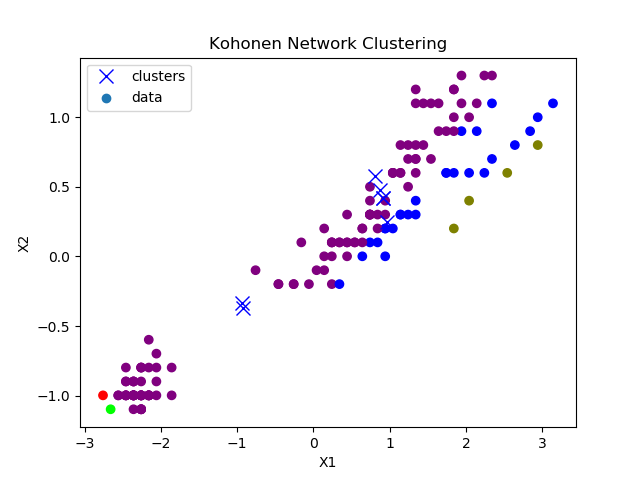 Kohonen Network Clustering
clusters
data
1.0
0.5
0.0
−0.5
−1.0
X2
−3 −2 −1 0 1 2 3
X1